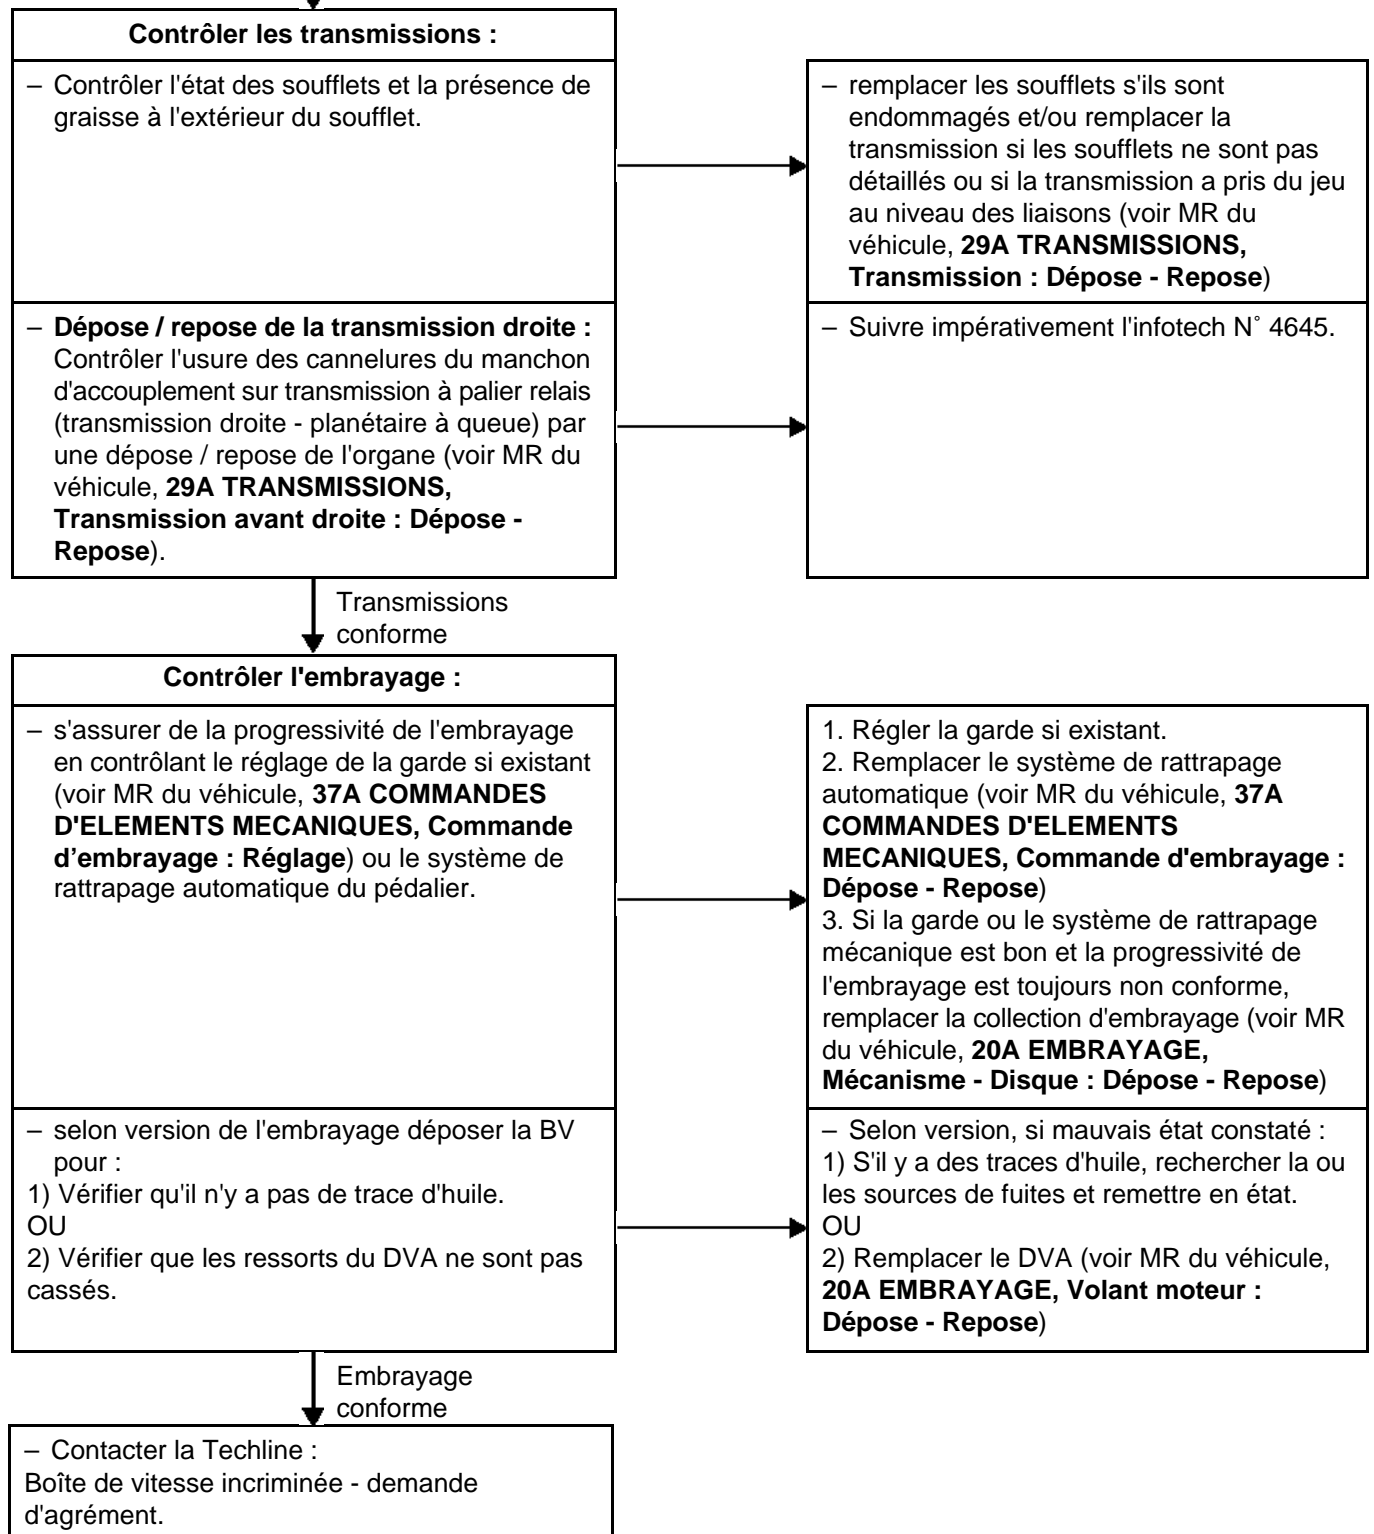 Contrôler les transmissions :
– Contrôler l'état des soufflets et la présence de
graisse à l'extérieur du soufflet.
– remplacer les soufflets s'ils sont
endommagés et/ou remplacer la
transmission si les soufflets ne sont pas
détaillés ou si la transmission a pris du jeu
au niveau des liaisons (voir MR du
véhicule, 29A TRANSMISSIONS,
Transmission : Dépose - Repose)
– Dépose / repose de la transmission droite :
Contrôler l'usure des cannelures du manchon
d'accouplement sur transmission à palier relais
(transmission droite - planétaire à queue) par
une dépose / repose de l'organe (voir MR du
véhicule, 29A TRANSMISSIONS,
Transmission avant droite : Dépose -
Repose).
– Suivre impérativement l'infotech N° 4645.
Transmissions
conforme
Contrôler l'embrayage :
– s'assurer de la progressivité de l'embrayage
en contrôlant le réglage de la garde si existant
(voir MR du véhicule, 37A COMMANDES
D'ELEMENTS MECANIQUES, Commande
d’embrayage : Réglage) ou le système de
rattrapage automatique du pédalier.
1. Régler la garde si existant.
2. Remplacer le système de rattrapage
automatique (voir MR du véhicule, 37A
COMMANDES D'ELEMENTS
MECANIQUES, Commande d'embrayage :
Dépose - Repose)
3. Si la garde ou le système de rattrapage
mécanique est bon et la progressivité de
l'embrayage est toujours non conforme,
remplacer la collection d'embrayage (voir MR
du véhicule, 20A EMBRAYAGE,
Mécanisme - Disque : Dépose - Repose)
– selon version de l'embrayage déposer la BV
pour :
1) Vérifier qu'il n'y a pas de trace d'huile.
OU
2) Vérifier que les ressorts du DVA ne sont pas
cassés.
– Selon version, si mauvais état constaté :
1) S'il y a des traces d'huile, rechercher la ou
les sources de fuites et remettre en état.
OU
2) Remplacer le DVA (voir MR du véhicule,
20A EMBRAYAGE, Volant moteur :
Dépose - Repose)
Embrayage
conforme
– Contacter la Techline :
Boîte de vitesse incriminée - demande
d'agrément.